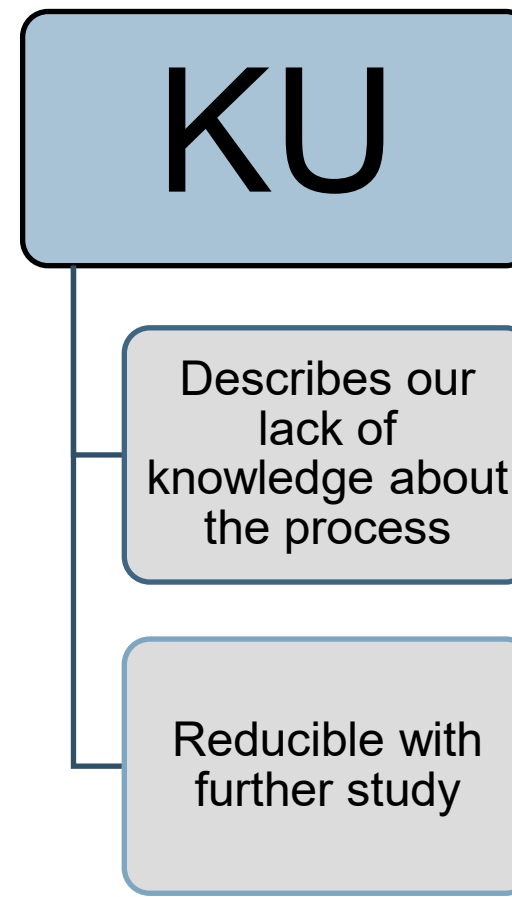 KU
Describes our
lack of
knowledge about
the process
Reducible with
further study